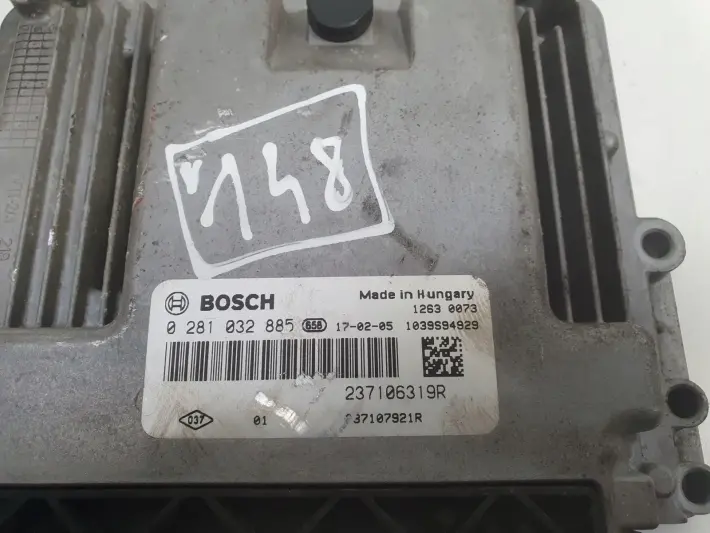 148
BOSCH
Made in Hungary
1263 0073
0 281 032 885 658 17-02-05 1039S94929
237106319R
037 01 237107921R